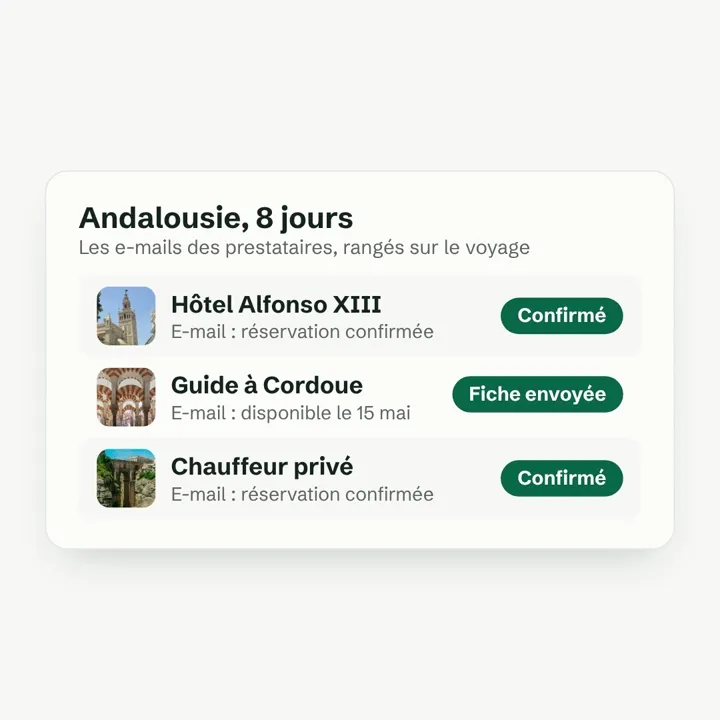 Andalousie, 8 jours
Les e-mails des prestataires, rangés sur le voyage
Hôtel Alfonso XIII
E-mail : réservation confirmée
Confirmé
Guide à Cordoue
E-mail : disponible le 15 mai
Fiche envoyée
Chauffeur privé
E-mail : réservation confirmée
Confirmé